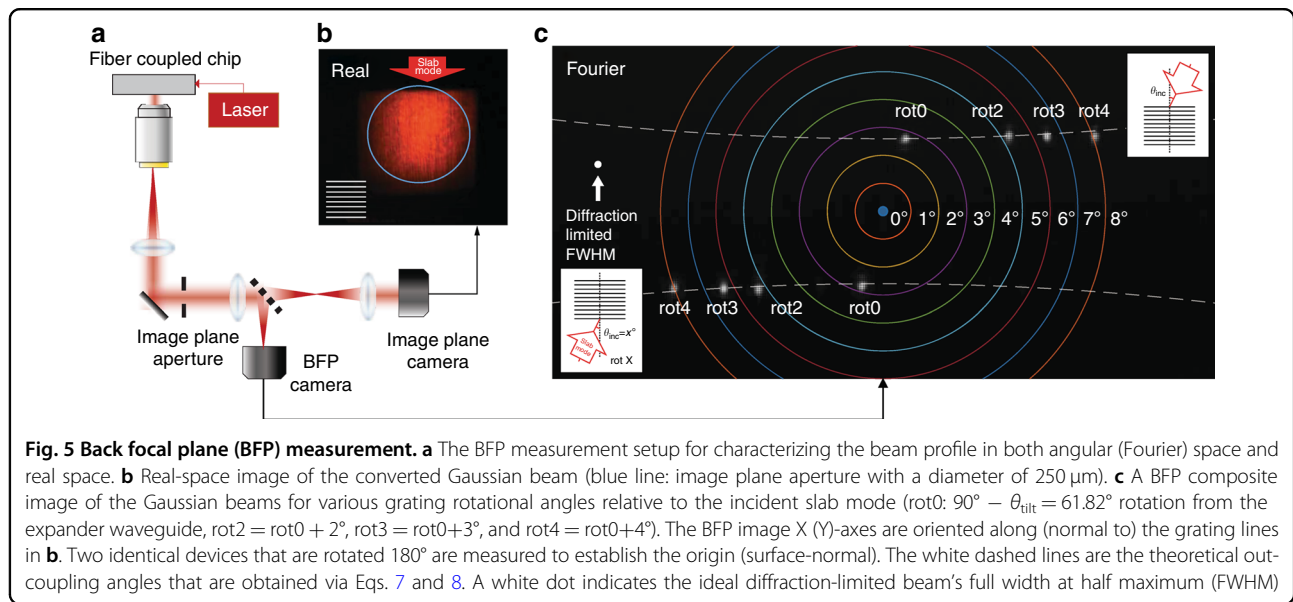 a
Fiber coupled chip
Laser
Image plane
aperture
BFP
camera
Image plane
camera
b
Real
Slab
mode
c
Fourier
rot0
rot2
rot3
rot4
θinc
0°
1°
2°
3°
4°
5°
6°
7°
8°
Diffraction
limited
FWHM
rot4
rot3
rot2
rot0
θinc=x°
Slab
mode
rot X
Fig. 5 Back focal plane (BFP) measurement. a The BFP measurement setup for characterizing the beam profile in both angular (Fourier) space and
real space. b Real-space image of the converted Gaussian beam (blue line: image plane aperture with a diameter of 250 μm). c A BFP composite
image of the Gaussian beams for various grating rotational angles relative to the incident slab mode (rot0: 90° − θtilt = 61.82° rotation from the
expander waveguide, rot2 = rot0 + 2°, rot3 = rot0+3°, and rot4 = rot0+4°). The BFP image X (Y)-axes are oriented along (normal to) the grating lines
in b. Two identical devices that are rotated 180° are measured to establish the origin (surface-normal). The white dashed lines are the theoretical out-
coupling angles that are obtained via Eqs. 7 and 8. A white dot indicates the ideal diffraction-limited beam's full width at half maximum (FWHM)